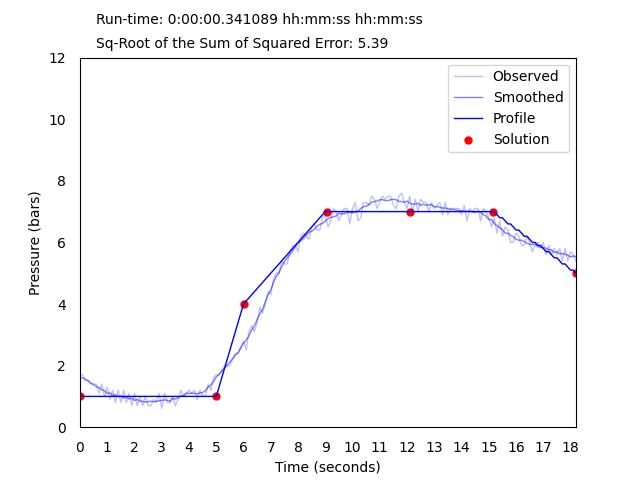 Run-time: 0:00:00.341089 hh:mm:ss hh:mm:ss
Sq-Root of the Sum of Squared Error: 5.39
12
10
8
6
4
2
0
Pressure (bars)
Observed
Smoothed
Profile
Solution
0 1 2 3 4 5 6 7 8 9 10 11 12 13 14 15 16 17 18
Time (seconds)